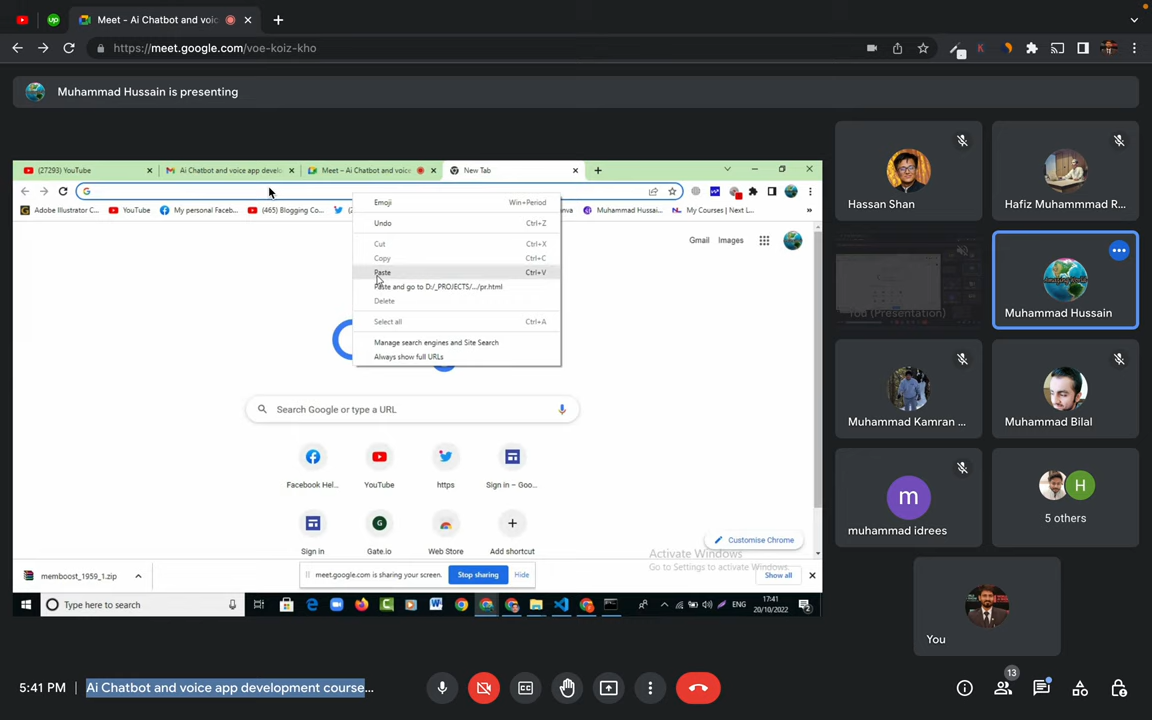 Meet - Ai Chatbot and voic
https://meet.google.com/voe-koiz-kho
Muhammad Hussain is presenting
(27293) YouTube
Ai Chatbot and voice app develo
Meet – Ai Chatbot and voic
New Tab
Adobe Illustrator C...
YouTube
My personal Faceb...
(465) Blogging Co...
Muhammad Hussai...
My Courses | Next L...
Gmail
Images
Emoji
Win+Period
Undo
Ctrl+Z
Cut
Ctrl+X
Copy
Ctrl+C
Paste
Ctrl+V
Paste and go to D:/_PROJECTS/.../pr.html
Delete
Select all
Ctrl+A
Manage search engines and Site Search
Always show full URLs
Search Google or type a URL
Facebook Hel...
YouTube
https
Sign in – Goo...
Sign in
Gate.io
Web Store
Add shortcut
Customise Chrome
Activate Windows
Go to Settings to activate Windows.
memboost_1959_1.zip
meet.google.com is sharing your screen.
Stop sharing
Hide
Show all
Type here to search
ENG
17:41
20/10/2022
Hassan Shan
Hafiz Muhammmad R...
You (Presentation)
Muhammad Hussain
Muhammad Kamran ...
Muhammad Bilal
m
muhammad idrees
H
5 others
You
5:41 PM
Ai Chatbot and voice app development course...
13